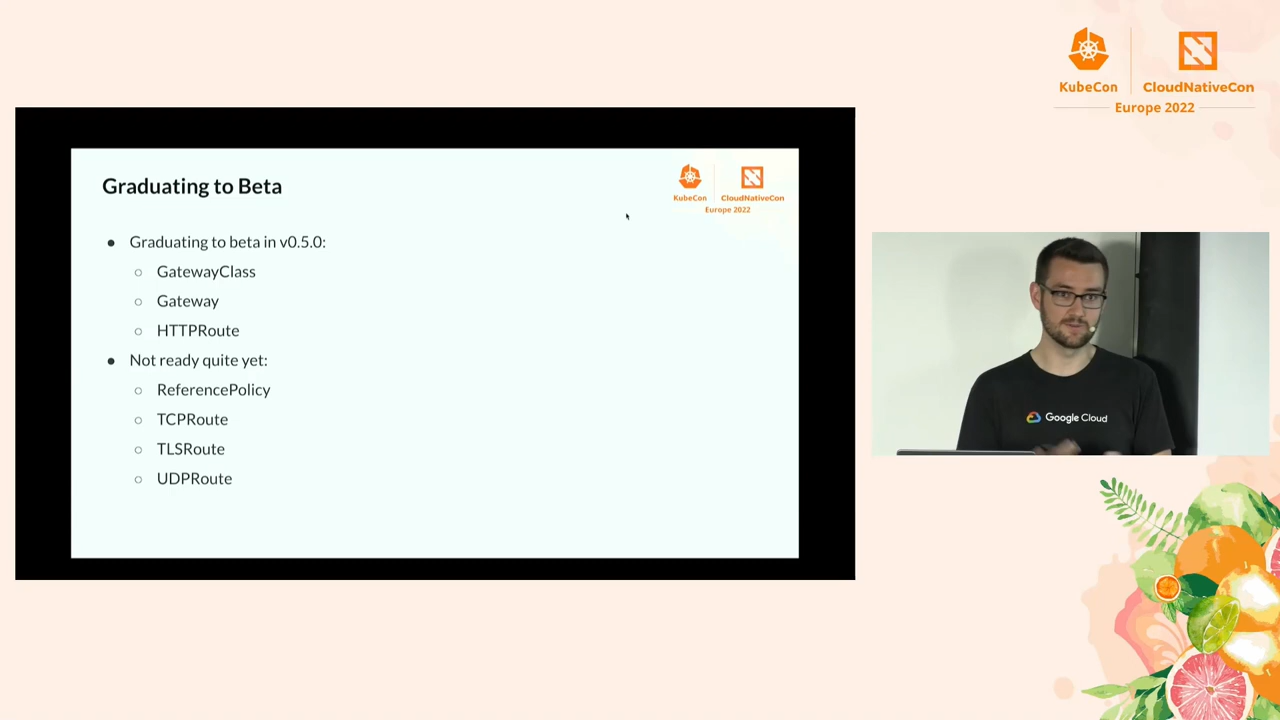 KubeCon
CloudNativeCon
Europe 2022
Graduating to Beta
KubeCon
CloudNativeCon
Europe 2022
● Graduating to beta in v0.5.0:
○ GatewayClass
○ Gateway
○ HTTPRoute
● Not ready quite yet:
○ ReferencePolicy
○ TCPRoute
○ TLSRoute
○ UDPRoute
Google Cloud